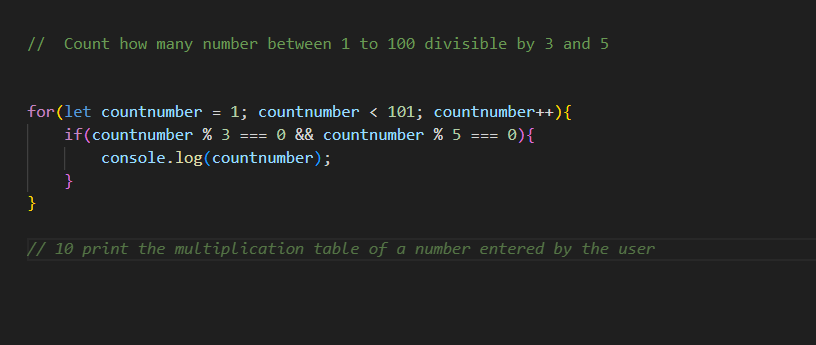 //  Count how many number between 1 to 100 divisible by 3 and 5
for(let countnumber = 1; countnumber < 101; countnumber++){
    if(countnumber % 3 === 0 && countnumber % 5 === 0){
        console.log(countnumber);
    }
}
// 10 print the multiplication table of a number entered by the user